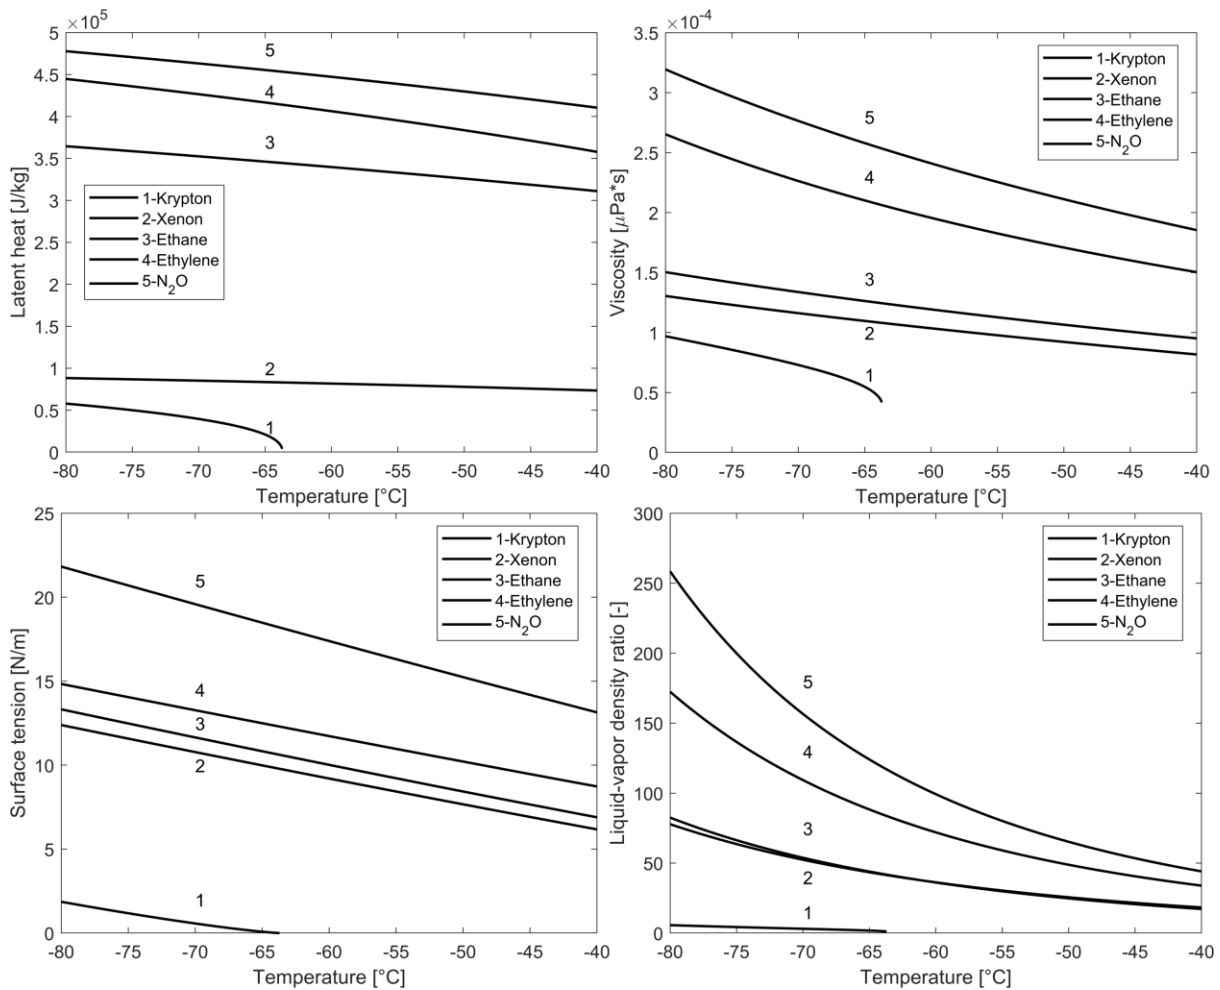 ×10⁵
5
4.5
4
3.5
3
2.5
2
1.5
1
0.5
0
Latent heat [J/kg]
5
4
3
2
1
1-Krypton
2-Xenon
3-Ethane
4-Ethylene
5-N₂O
-80 -75 -70 -65 -60 -55 -50 -45 -40
Temperature [°C]
×10⁻⁴
3.5
3
2.5
2
1.5
1
0.5
0
Viscosity [μPa*s]
1-Krypton
2-Xenon
3-Ethane
4-Ethylene
5-N₂O
5
4
3
2
1
-80 -75 -70 -65 -60 -55 -50 -45 -40
Temperature [°C]
25
20
15
10
5
0
Surface tension [N/m]
1-Krypton
2-Xenon
3-Ethane
4-Ethylene
5-N₂O
5
4
3
2
1
-80 -75 -70 -65 -60 -55 -50 -45 -40
Temperature [°C]
300
250
200
150
100
50
0
Liquid-vapor density ratio [-]
1-Krypton
2-Xenon
3-Ethane
4-Ethylene
5-N₂O
5
4
3
2
1
-80 -75 -70 -65 -60 -55 -50 -45 -40
Temperature [°C]